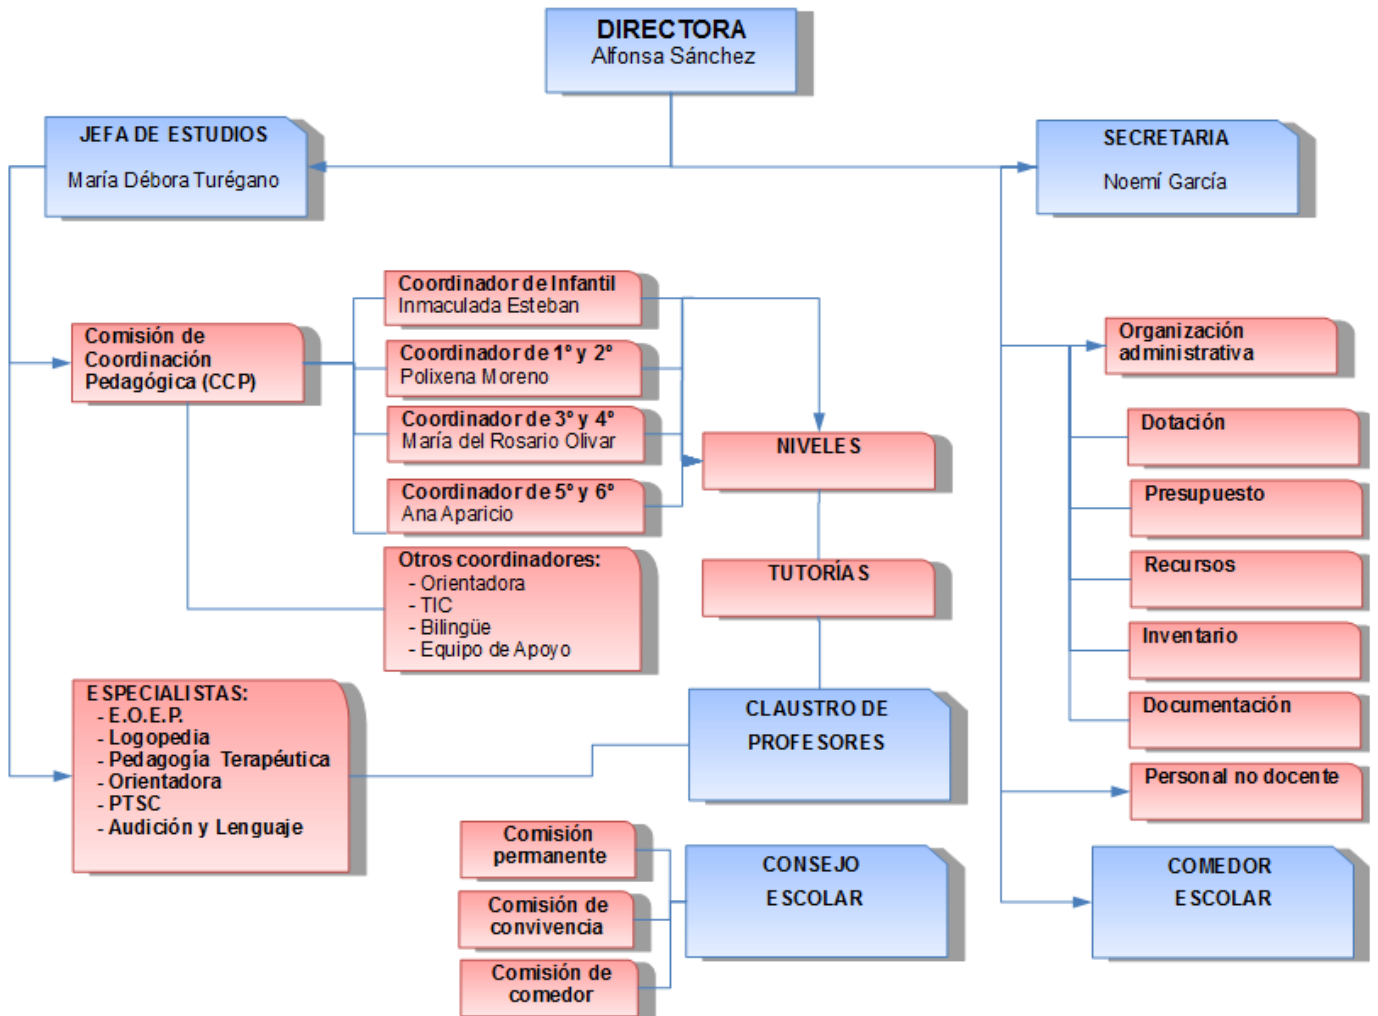 DIRECTORA
Alfonsa Sánchez
JEFA DE ESTUDIOS
María Débora Turégano
SECRETARIA
Noemí García
Comisión de
Coordinación
Pedagógica (CCP)
Coordinador de Infantil
Inmaculada Esteban
Coordinador de 1º y 2º
Polixena Moreno
Coordinador de 3º y 4º
María del Rosario Olivar
Coordinador de 5º y 6º
Ana Aparicio
Otros coordinadores:
- Orientadora
- TIC
- Bilingüe
- Equipo de Apoyo
NIVELES
TUTORÍAS
CLAUSTRO DE
PROFESORES
ESPECIALISTAS:
- E.O.E.P.
- Logopedia
- Pedagogía Terapéutica
- Orientadora
- PTSC
- Audición y Lenguaje
Comisión
permanente
Comisión de
convivencia
Comisión de
comedor
CONSEJO
ESCOLAR
Organización
administrativa
Dotación
Presupuesto
Recursos
Inventario
Documentación
Personal no docente
COMEDOR
ESCOLAR